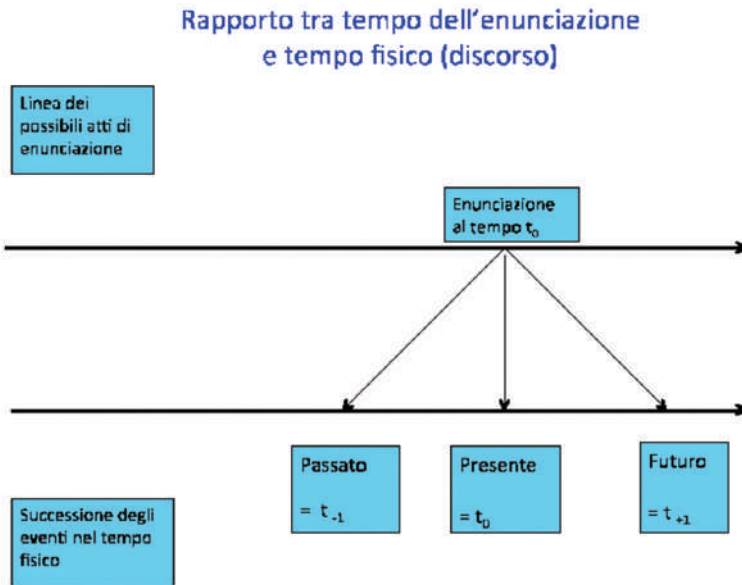 Rapporto tra tempo dell'enunciazione
e tempo fisico (discorso)
Linea dei
possibili atti di
enunciazione
Enunciazione
al tempo t₀
Passato
= t₋₁
Presente
= t₀
Futuro
= t₊₁
Successione degli
eventi nel tempo
fisico